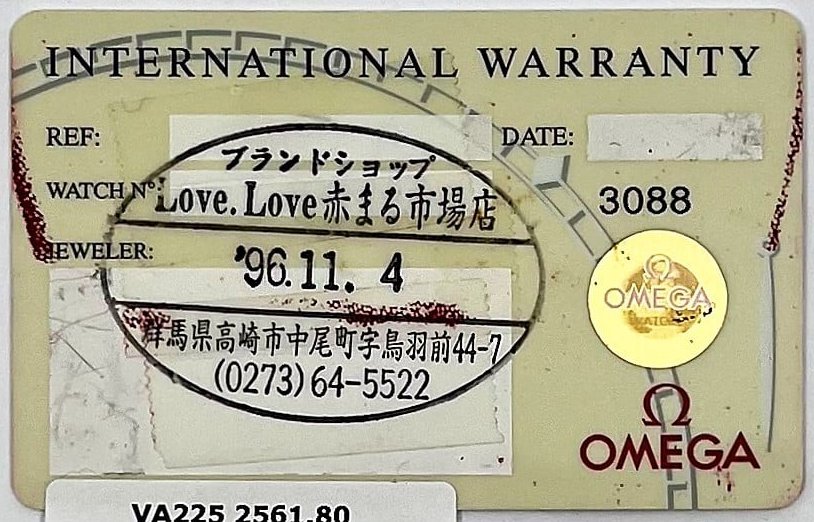 INTERNATIONAL WARRANTY
REF:
DATE:
ブランドショップ
WATCH Nº:
Love.Love赤まる市場店
3088
JEWELER:
'96.11.4
OMEGA
WATCHES
群馬県高崎市中尾町字鳥羽前44-7
(0273)64-5522
Ω
OMEGA
VA225 2561.80